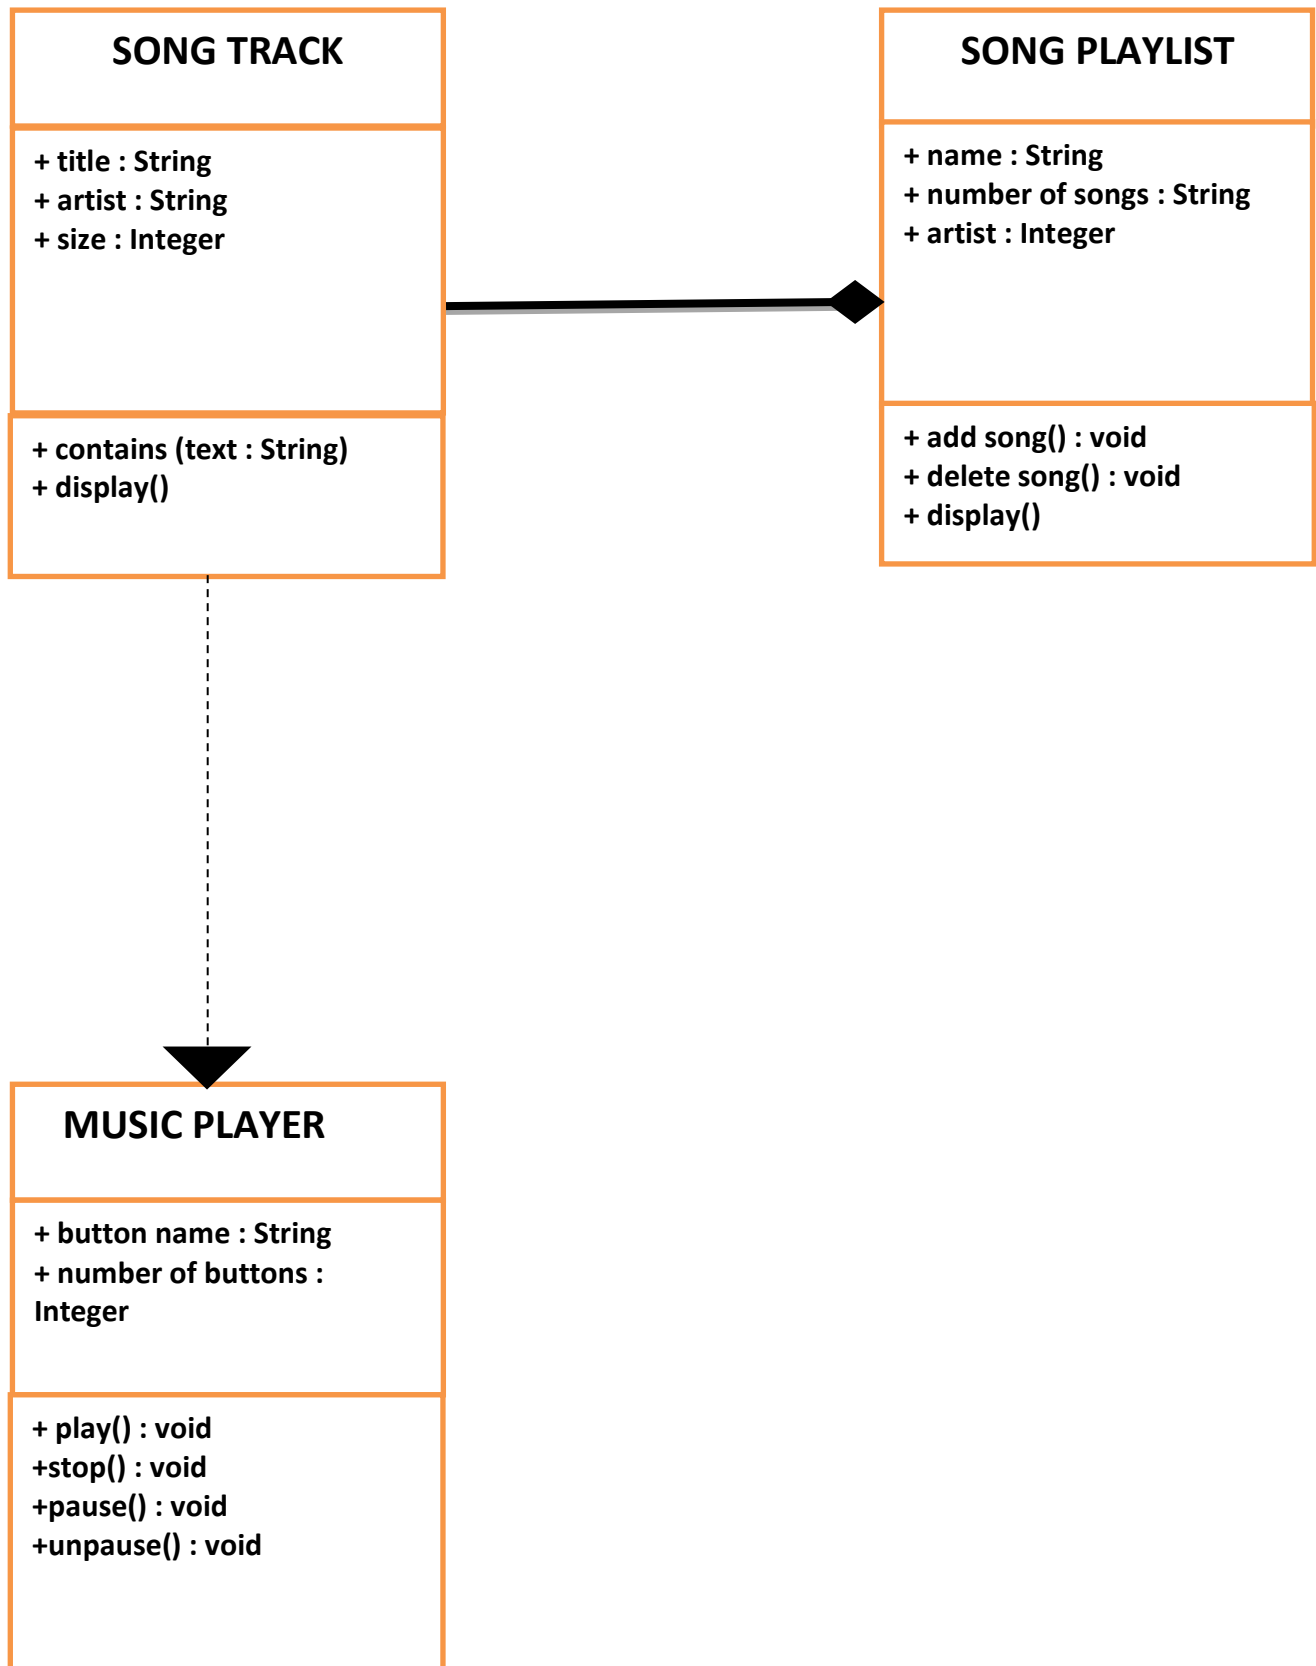 SONG TRACK
+ title : String
+ artist : String
+ size : Integer
+ contains (text : String)
+ display()
SONG PLAYLIST
+ name : String
+ number of songs : String
+ artist : Integer
+ add song() : void
+ delete song() : void
+ display()
MUSIC PLAYER
+ button name : String
+ number of buttons :
Integer
+ play() : void
+stop() : void
+pause() : void
+unpause() : void